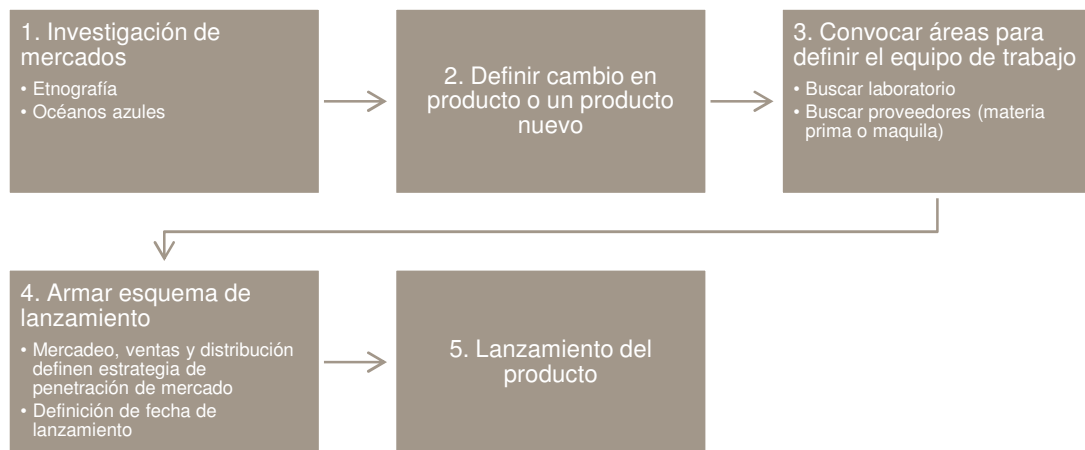 1. Investigación de
mercados
• Etnografía
• Océanos azules
2. Definir cambio en
producto o un producto
nuevo
3. Convocar áreas para
definir el equipo de trabajo
• Buscar laboratorio
• Buscar proveedores (materia
prima o maquila)
4. Armar esquema de
lanzamiento
• Mercadeo, ventas y distribución
definen estrategia de
penetración de mercado
• Definición de fecha de
lanzamiento
5. Lanzamiento del
producto